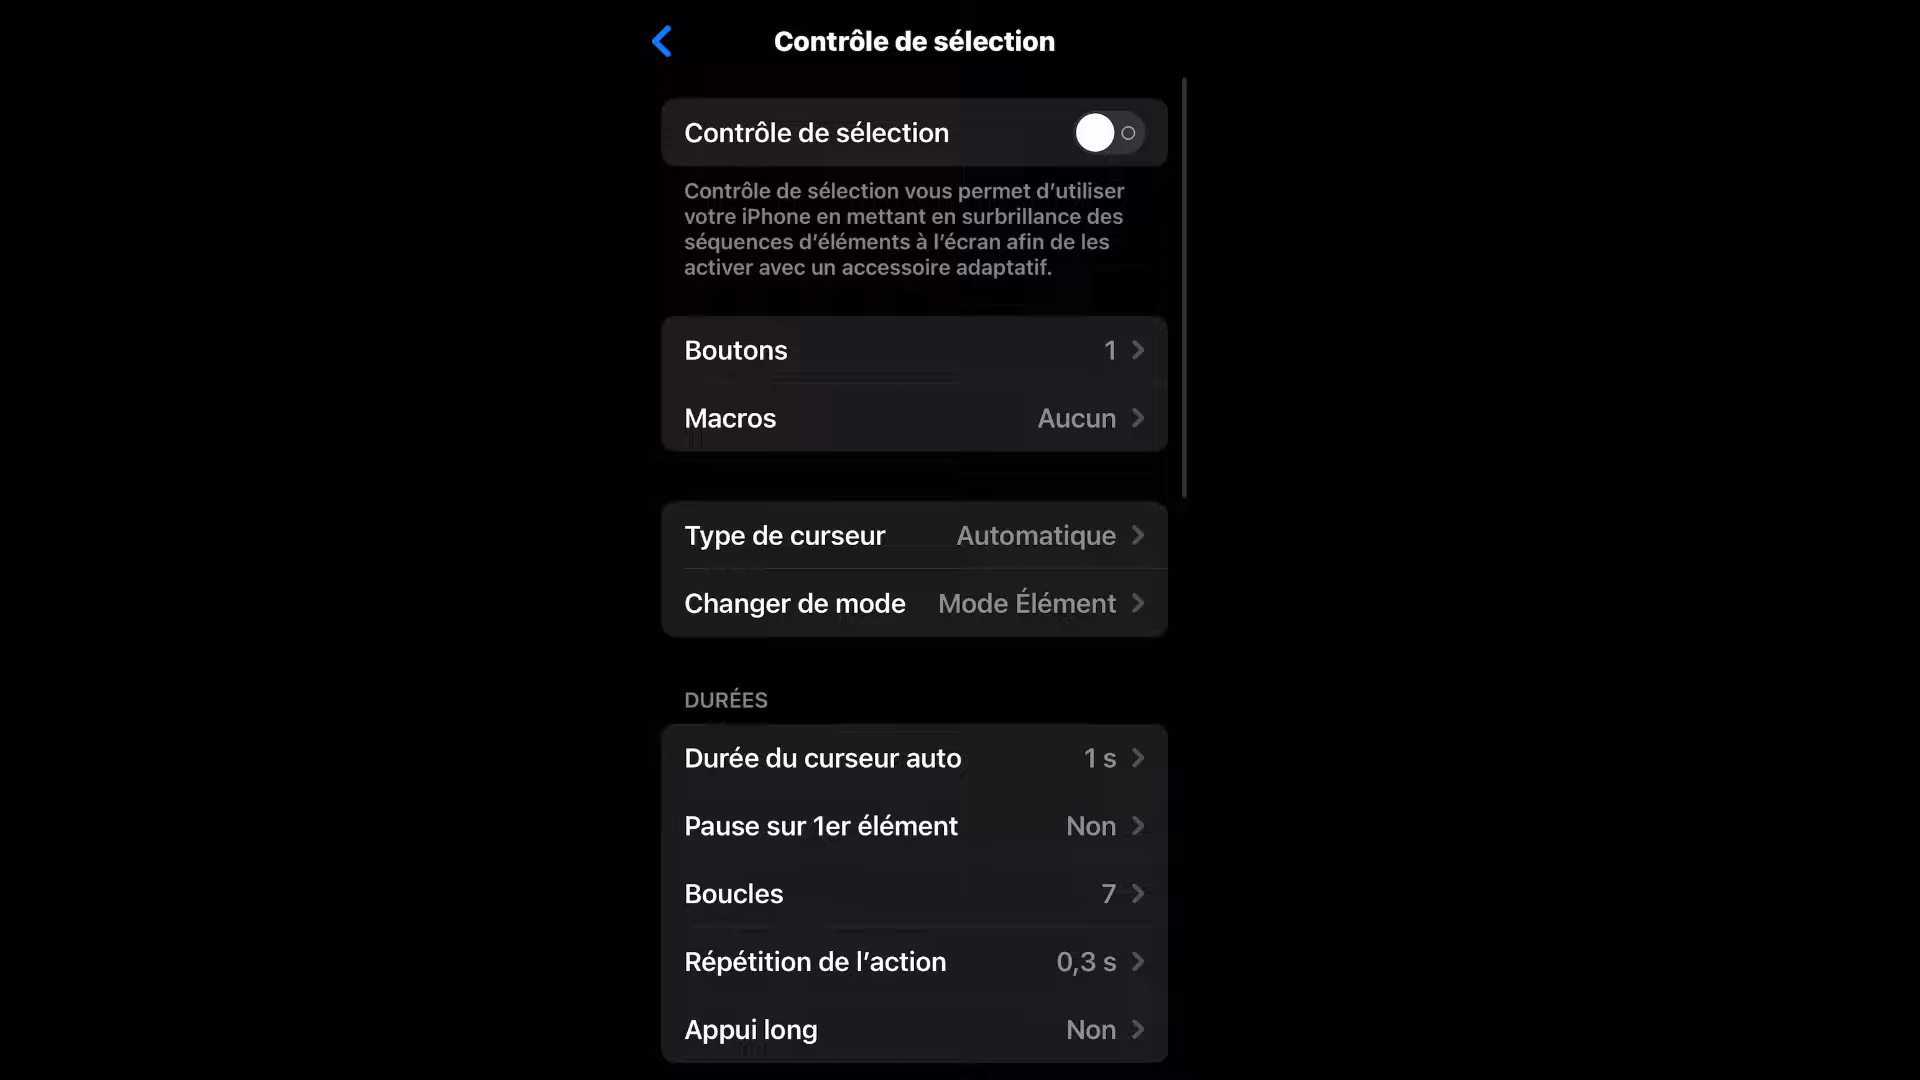 Contrôle de sélection
Contrôle de sélection
Contrôle de sélection vous permet d’utiliser
votre iPhone en mettant en surbrillance des
séquences d’éléments à l’écran afin de les
activer avec un accessoire adaptatif.
Boutons 1
Macros Aucun
Type de curseur Automatique
Changer de mode Mode Élément
DURÉES
Durée du curseur auto 1 s
Pause sur 1er élément Non
Boucles 7
Répétition de l’action 0,3 s
Appui long Non